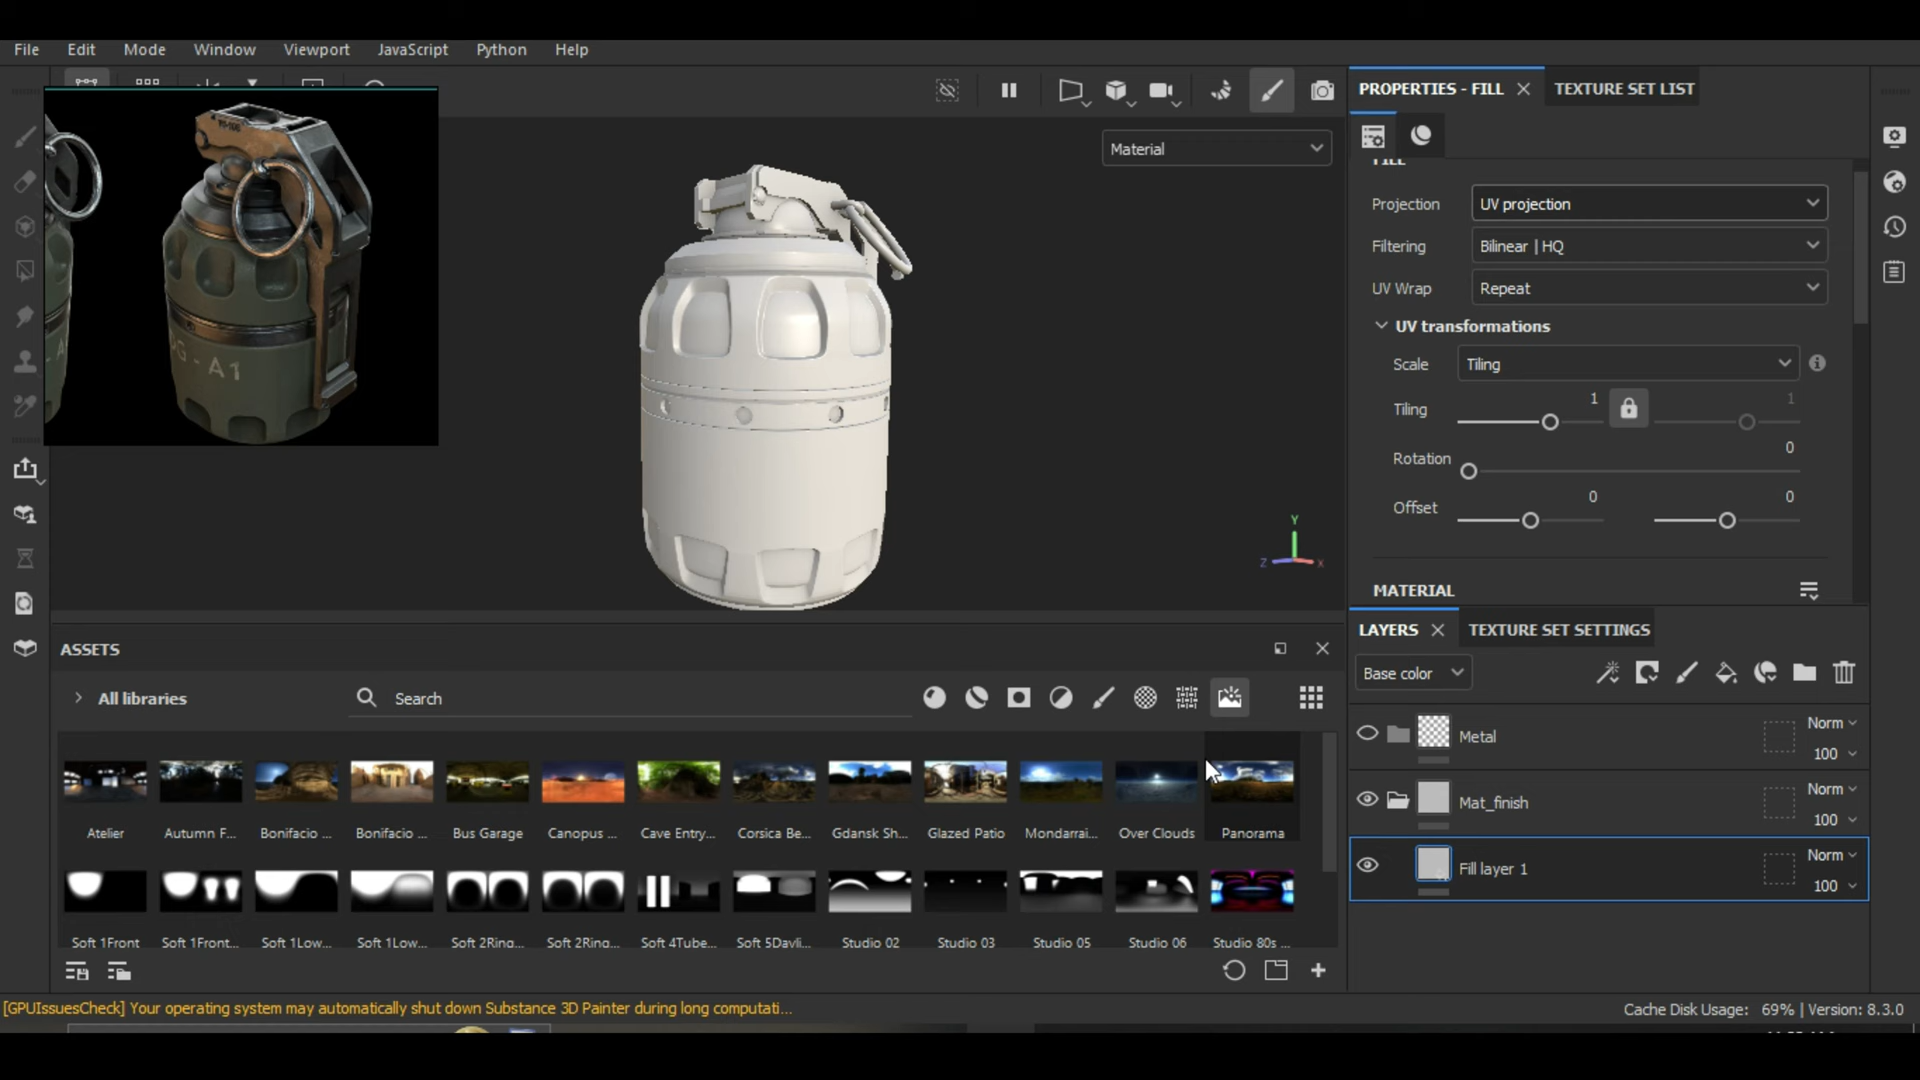 File Edit Mode Window Viewport JavaScript Python Help
PROPERTIES - FILL
TEXTURE SET LIST
Material
FILL
Projection UV projection
Filtering Bilinear | HQ
UV Wrap Repeat
UV transformations
Scale Tiling
Tiling 1 1
Rotation 0
Offset 0 0
MATERIAL
- A1
Y
Z X
ASSETS
All libraries
Search
Atelier Autumn F... Bonifacio ... Bonifacio ... Bus Garage Canopus ... Cave Entry... Corsica Be... Gdansk Sh... Glazed Patio Mondarrai... Over Clouds Panorama
Soft 1Front Soft 1Front... Soft 1Low... Soft 1Low... Soft 2Ring... Soft 2Ring... Soft 4Tube... Soft 5Dayli... Studio 02 Studio 03 Studio 05 Studio 06 Studio 80s ...
LAYERS
TEXTURE SET SETTINGS
Base color
Metal Norm
100
Mat_finish Norm
100
Fill layer 1 Norm
100
[GPUIssuesCheck] Your operating system may automatically shut down Substance 3D Painter during long computati...
Cache Disk Usage: 69% | Version: 8.3.0